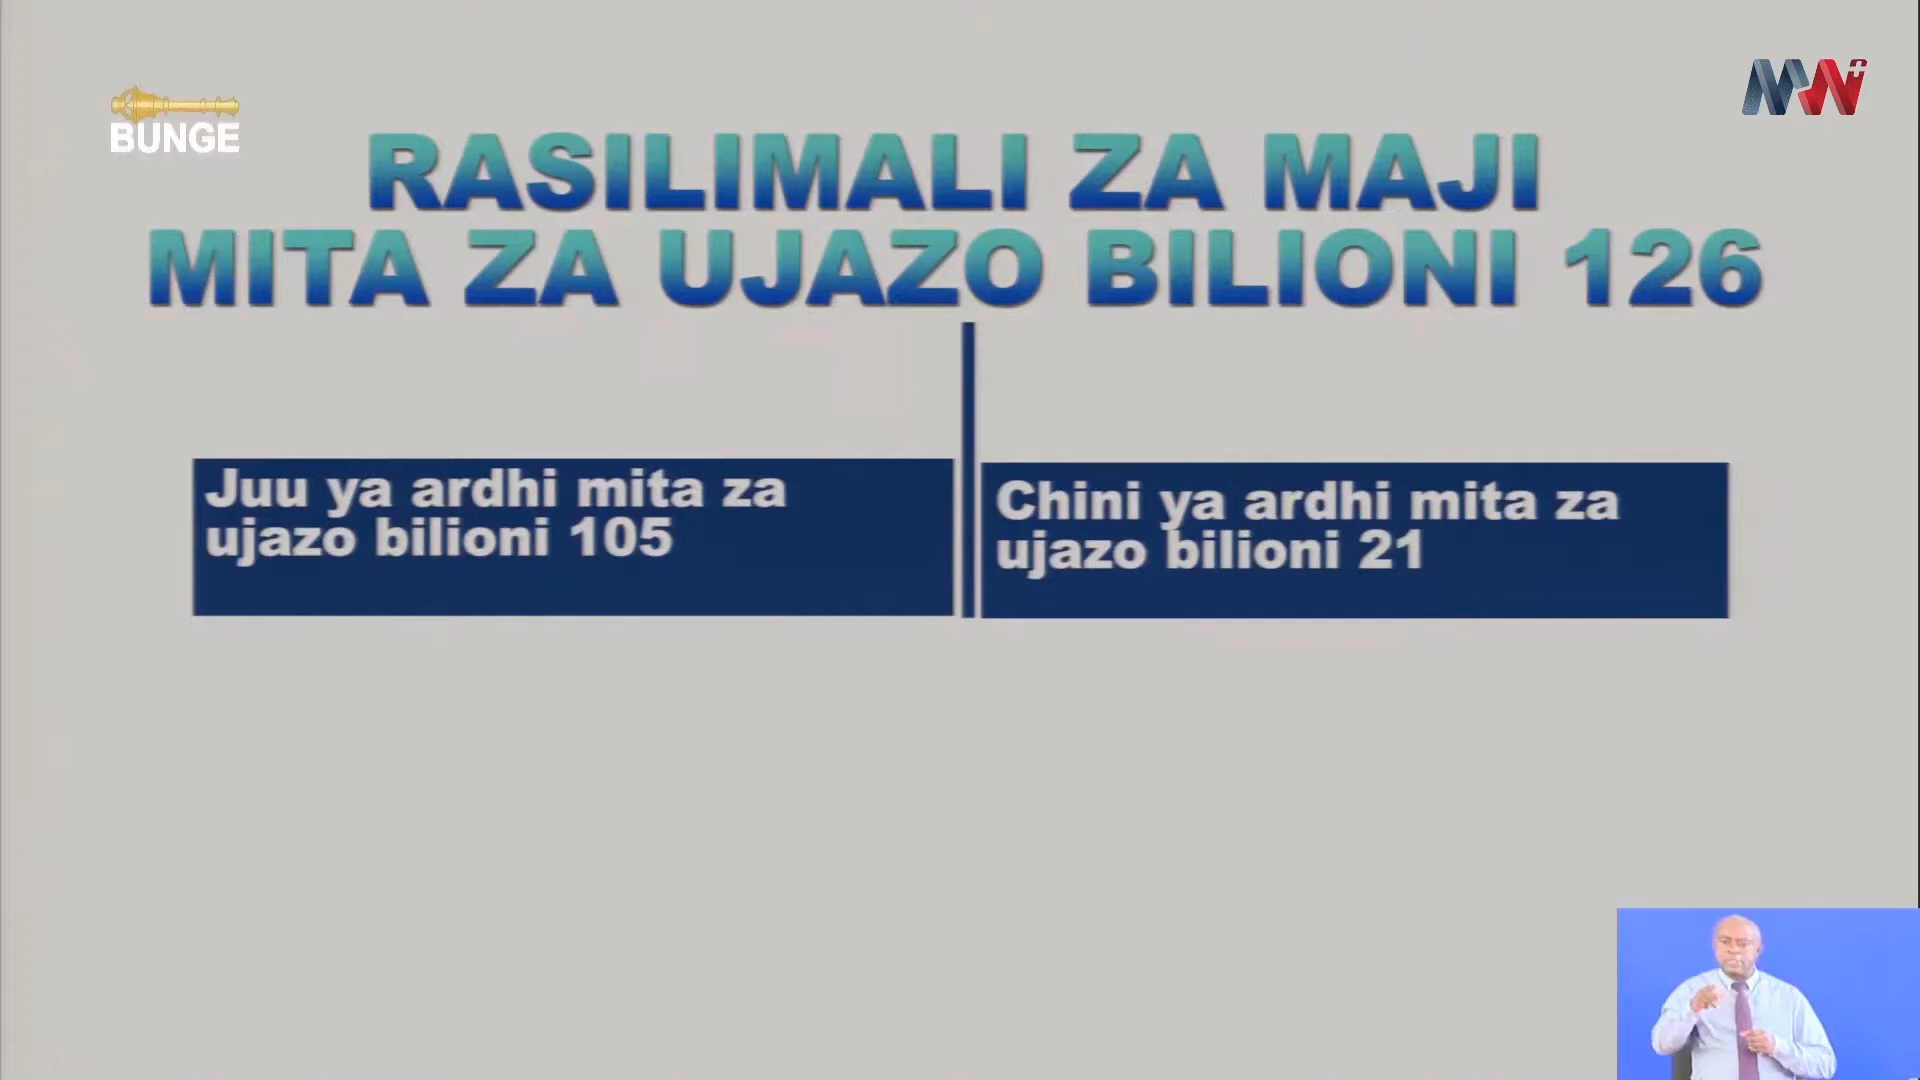 BUNGE
RASILIMALI ZA MAJI
MITA ZA UJAZO BILIONI 126
Juu ya ardhi mita za
ujazo bilioni 105
Chini ya ardhi mita za
ujazo bilioni 21